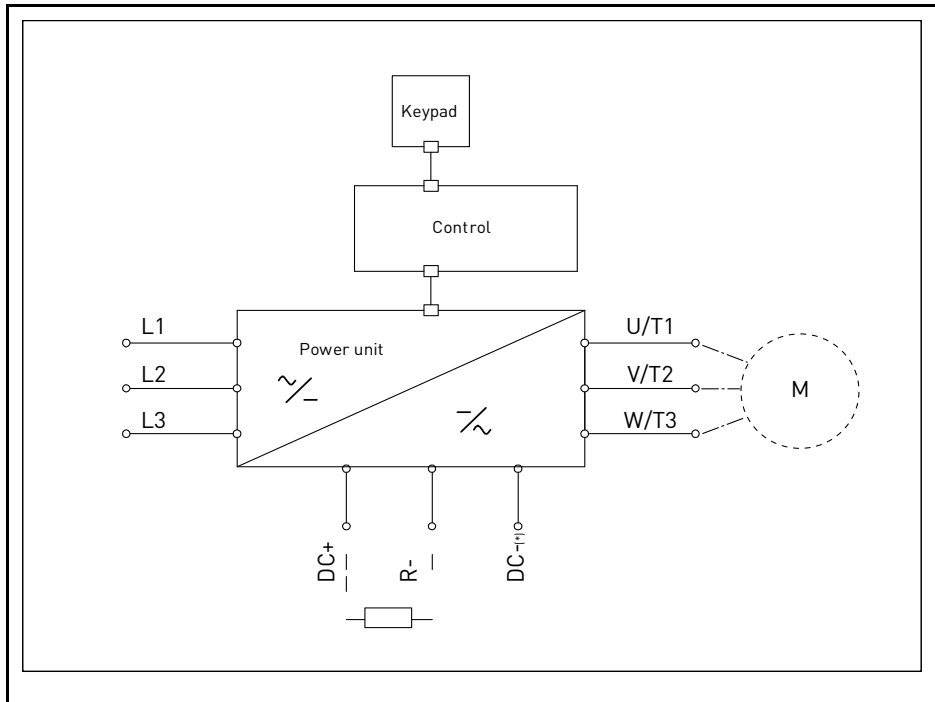 Keypad
Control
L1
U/T1
Power unit
L2
V/T2
M
L3
W/T3
DC+
R-
DC-(*)